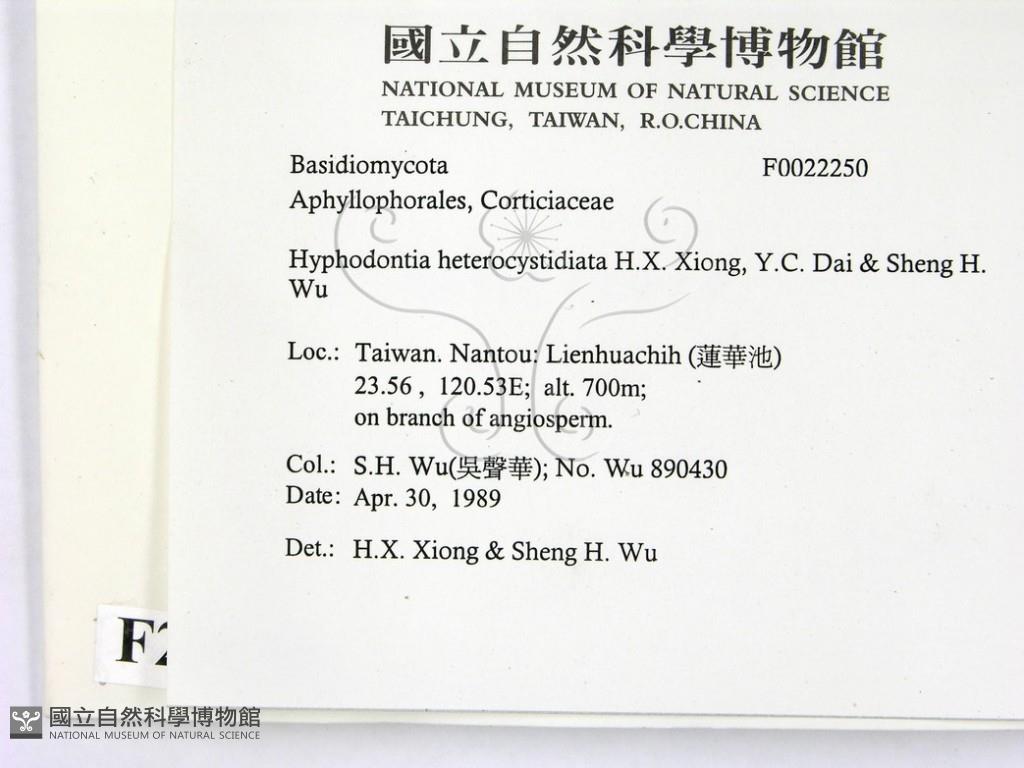 國立自然科學博物館
NATIONAL MUSEUM OF NATURAL SCIENCE
TAICHUNG, TAIWAN, R.O.CHINA
Basidiomycota F0022250
Aphyllophorales, Corticiaceae
Hyphodontia heterocystidiata H.X. Xiong, Y.C. Dai & Sheng H.
Wu
Loc.: Taiwan. Nantou: Lienhuachih (蓮華池)
23.56 , 120.53E; alt. 700m;
on branch of angiosperm.
Col.: S.H. Wu(吳聲華); No. Wu 890430
Date: Apr. 30, 1989
Det.: H.X. Xiong & Sheng H. Wu
F2
國立自然科學博物館
NATIONAL MUSEUM OF NATURAL SCIENCE